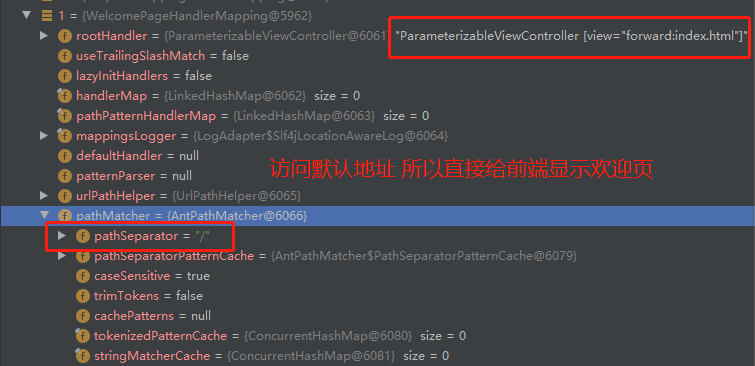 1 = {WelcomePageHandlerMapping@5962}
rootHandler = {ParameterizableViewController@6061} "ParameterizableViewController [view="forward:index.html"]"
useTrailingSlashMatch = false
lazyInitHandlers = false
handlerMap = {LinkedHashMap@6062} size = 0
pathPatternHandlerMap = {LinkedHashMap@6063} size = 0
mappingsLogger = {LogAdapter$Slf4jLocationAwareLog@6064}
defaultHandler = null
patternParser = null
访问默认地址 所以直接给前端显示欢迎页
urlPathHelper = {UrlPathHelper@6065}
pathMatcher = {AntPathMatcher@6066}
pathSeparator = "/"
pathSeparatorPatternCache = {AntPathMatcher$PathSeparatorPatternCache@6079}
caseSensitive = true
trimTokens = false
cachePatterns = null
tokenizedPatternCache = {ConcurrentHashMap@6080} size = 0
stringMatcherCache = {ConcurrentHashMap@6081} size = 0